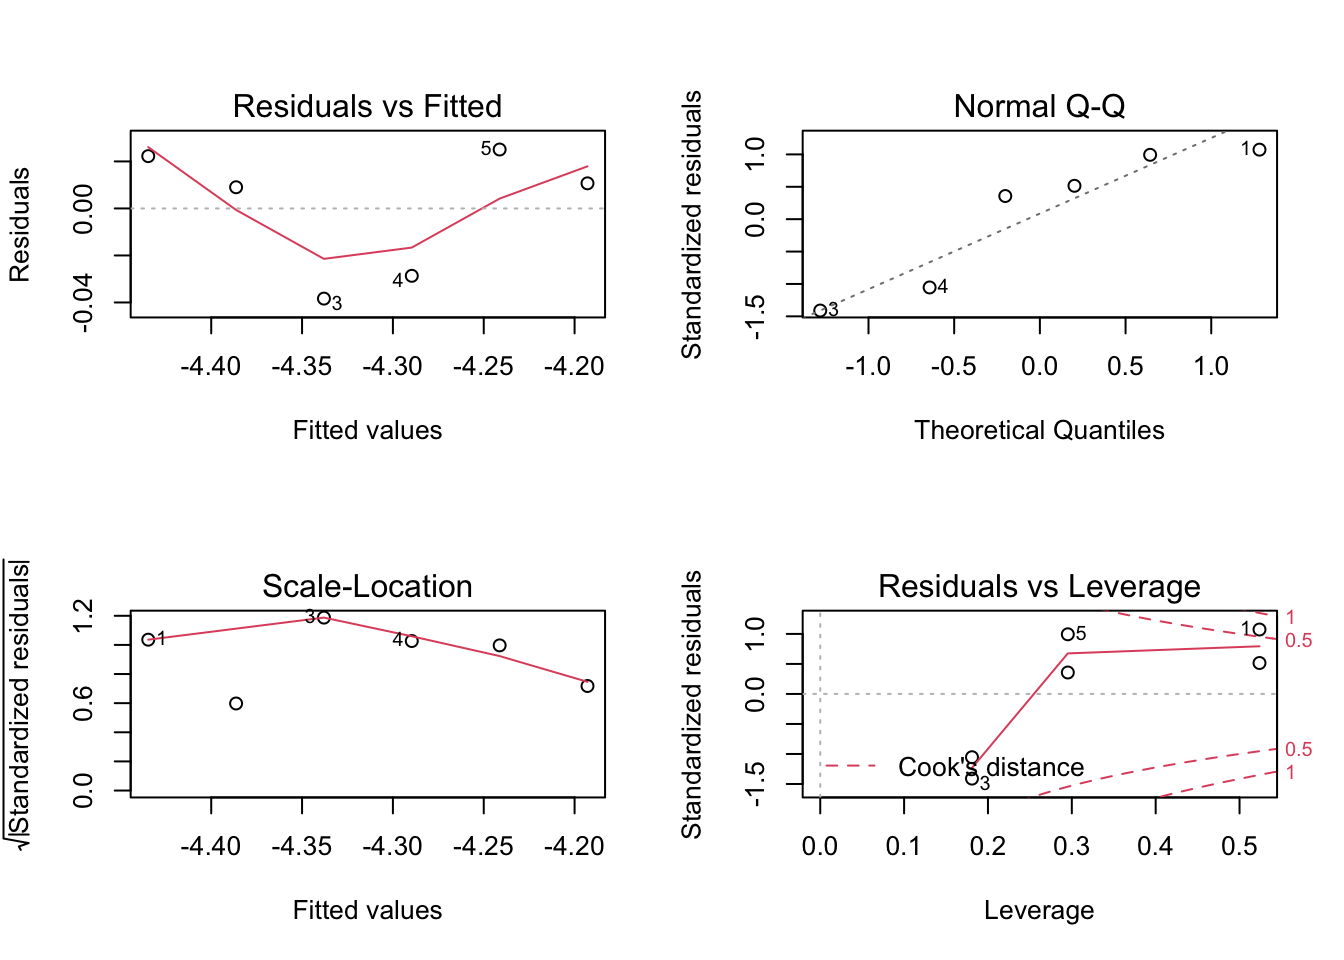 Residuals vs Fitted
Residuals
0.00
-0.04
5
4
3
-4.40 -4.35 -4.30 -4.25 -4.20
Fitted values
Normal Q-Q
Standardized residuals
1.0
0.0
-1.5
1
4
3
-1.0 -0.5 0.0 0.5 1.0
Theoretical Quantiles
Scale-Location
√|Standardized residuals|
1.2
0.6
0.0
3
1
4
-4.40 -4.35 -4.30 -4.25 -4.20
Fitted values
Residuals vs Leverage
Standardized residuals
1.0
0.0
-1.5
5
1
3
1
0.5
0.5
1
Cook's distance
0.0 0.1 0.2 0.3 0.4 0.5
Leverage